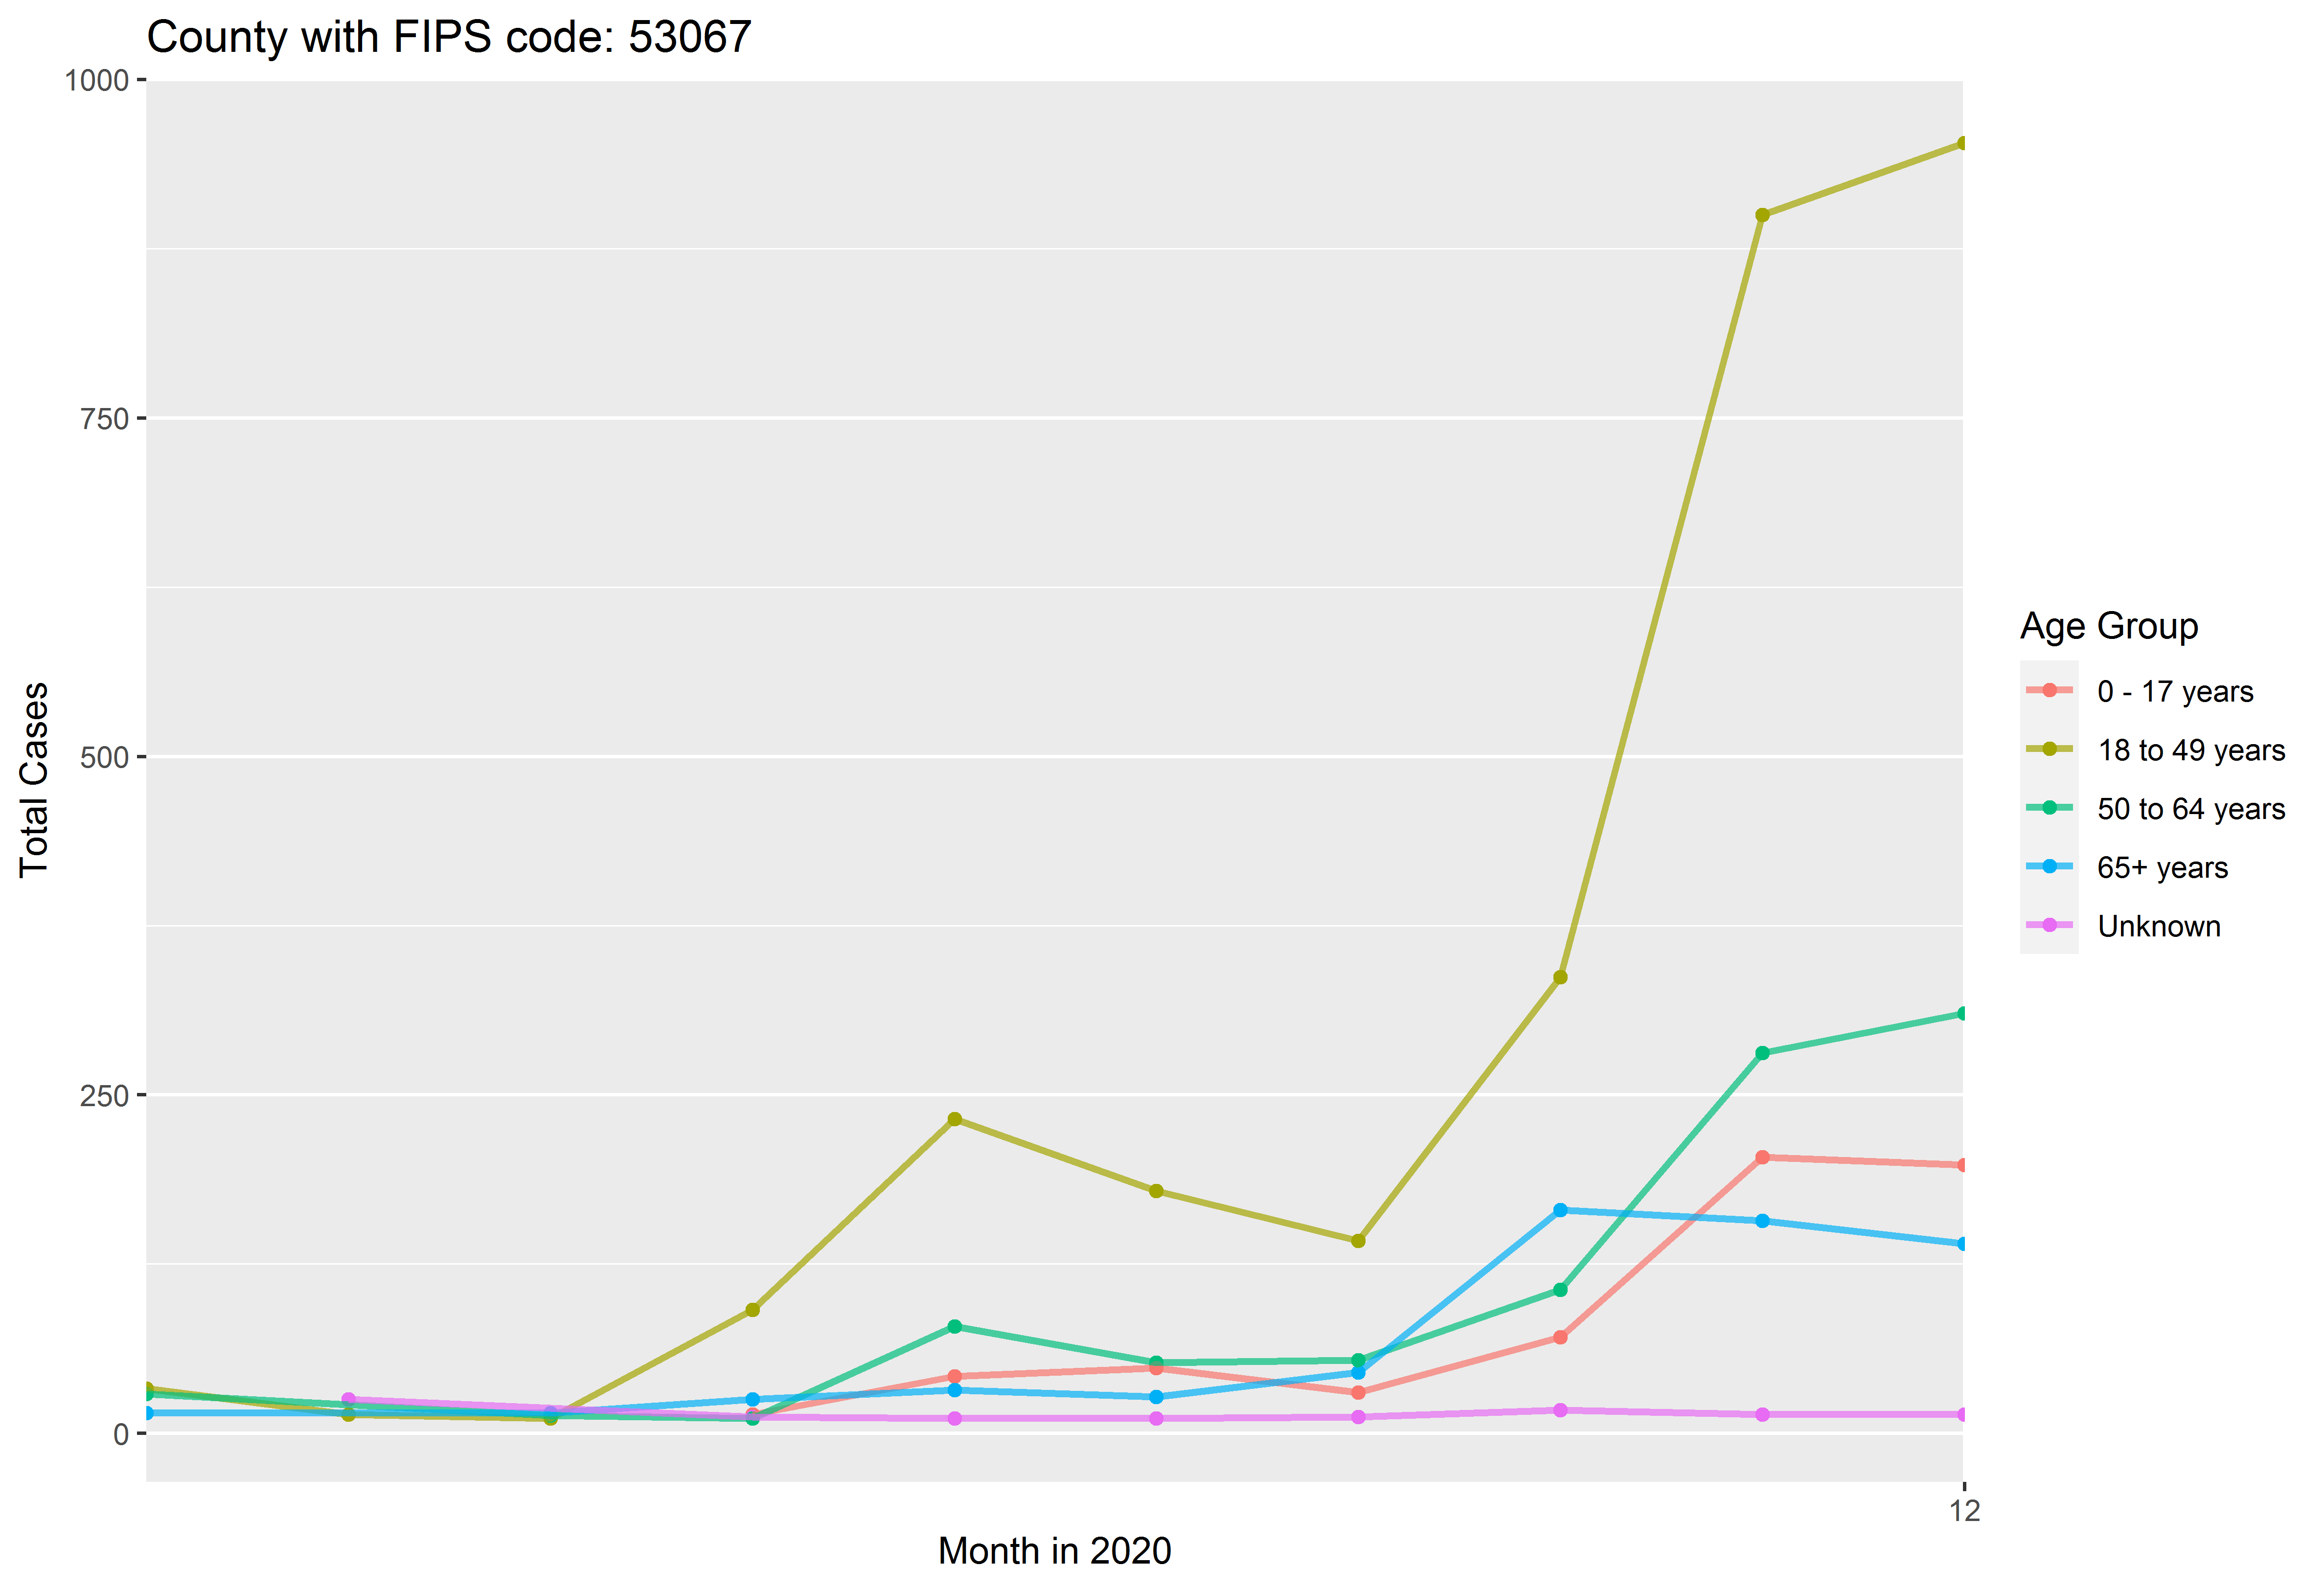 County with FIPS code: 53067
1000
750
500
250
0
Total Cases
12
Month in 2020
Age Group
0 - 17 years
18 to 49 years
50 to 64 years
65+ years
Unknown